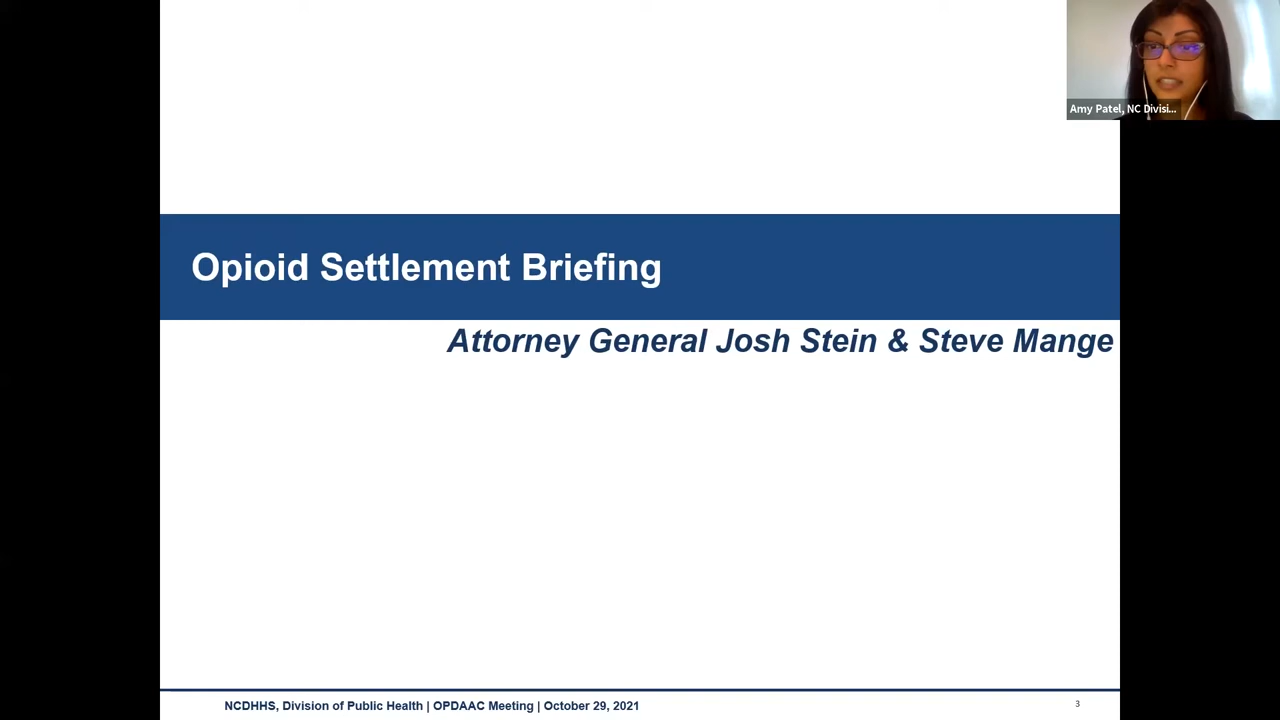 Amy Patel, NC Divisi...
Opioid Settlement Briefing
Attorney General Josh Stein & Steve Mange
NCDHHS, Division of Public Health | OPDAAC Meeting | October 29, 2021
3